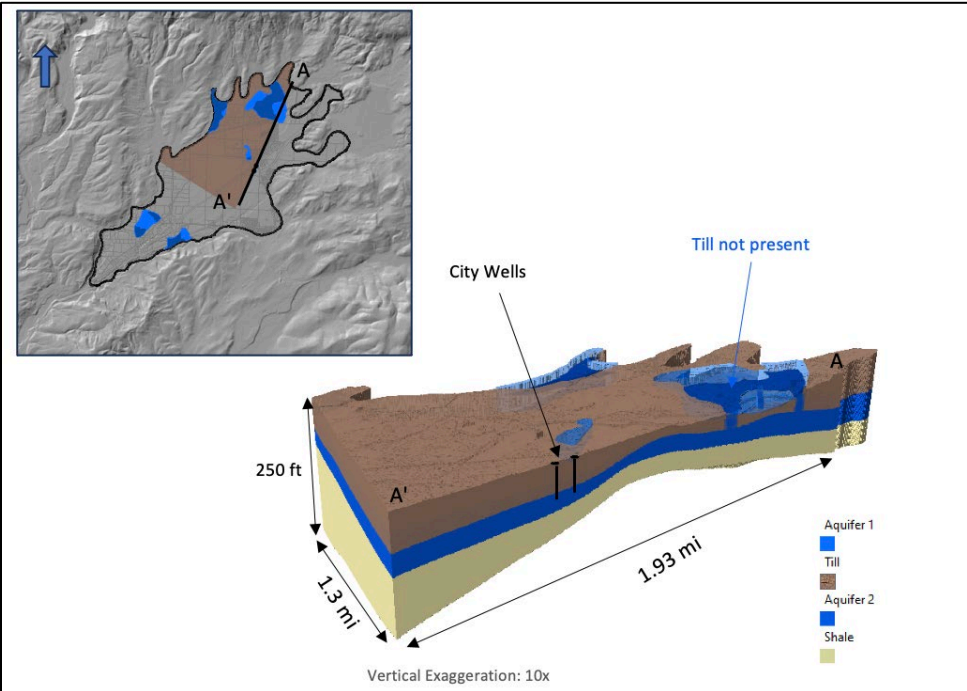 A
A'
City Wells
Till not present
A
250 ft
A'
1.3 mi
1.93 mi
Aquifer 1
Till
Aquifer 2
Shale
Vertical Exaggeration: 10x